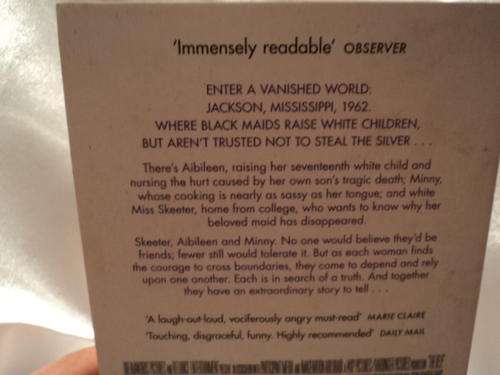 'Immensely readable' OBSERVER
ENTER A VANISHED WORLD:
JACKSON, MISSISSIPPI, 1962.
WHERE BLACK MAIDS RAISE WHITE CHILDREN,
BUT AREN'T TRUSTED NOT TO STEAL THE SILVER . . .
There's Aibileen, raising her seventeenth white child and
nursing the hurt caused by her own son's tragic death; Minny,
whose cooking is nearly as sassy as her tongue; and white
Miss Skeeter, home from college, who wants to know why her
beloved maid has disappeared.
Skeeter, Aibileen and Minny. No one would believe they'd be
friends; fewer still would tolerate it. But as each woman finds
the courage to cross boundaries, they come to depend and rely
upon one another. Each is in search of a truth. And together
they have an extraordinary story to tell . . .
'A laugh-out-loud, vociferously angry must-read' MARIE CLAIRE
'Touching, disgraceful, funny. Highly recommended' DAILY MAIL